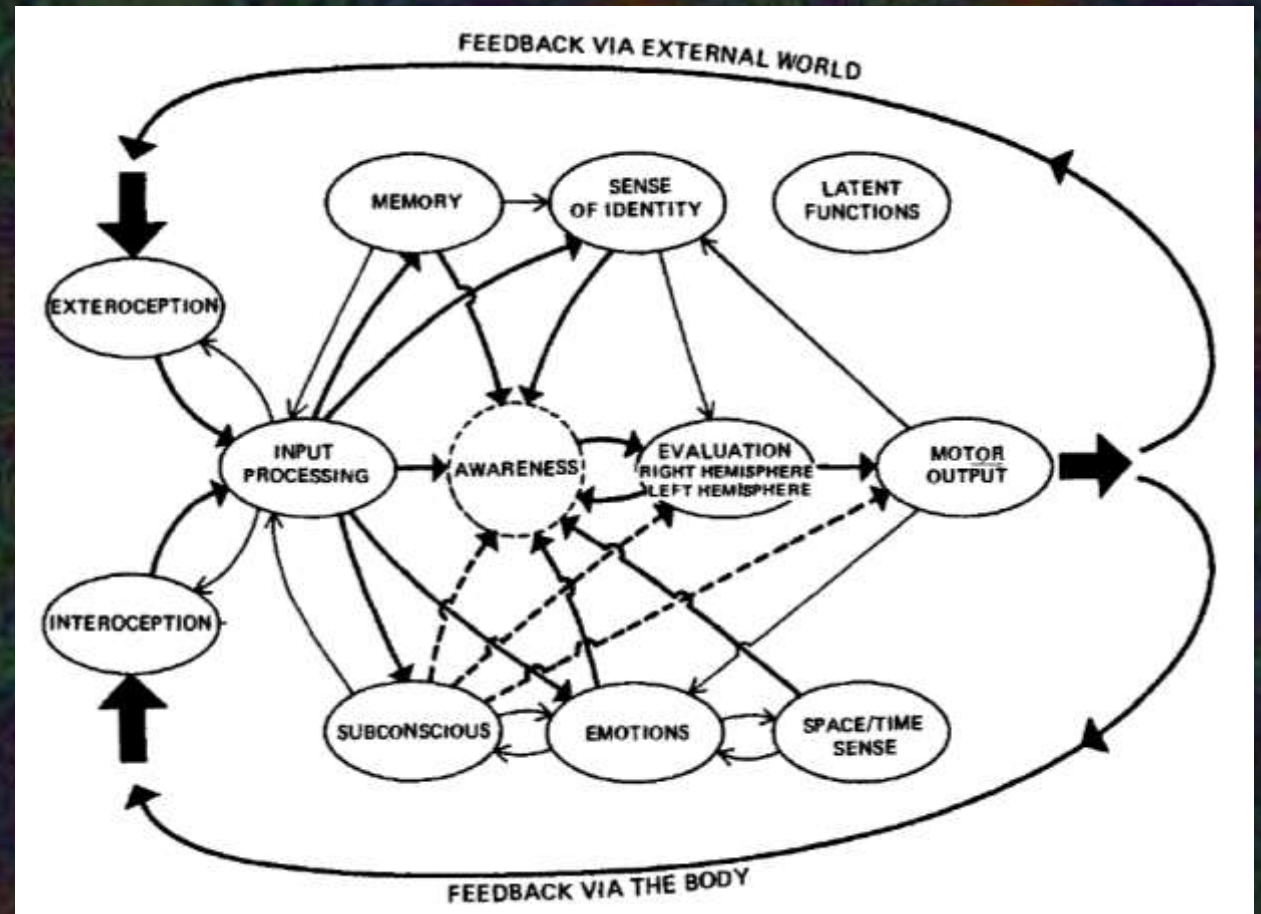 FEEDBACK VIA EXTERNAL WORLD
MEMORY
SENSE
OF IDENTITY
LATENT
FUNCTIONS
EXTEROCEPTION
INPUT
PROCESSING
AWARENESS
EVALUATION
RIGHT HEMISPHERE
LEFT HEMISPHERE
MOTOR
OUTPUT
INTEROCEPTION
SUBCONSCIOUS
EMOTIONS
SPACE/TIME
SENSE
FEEDBACK VIA THE BODY